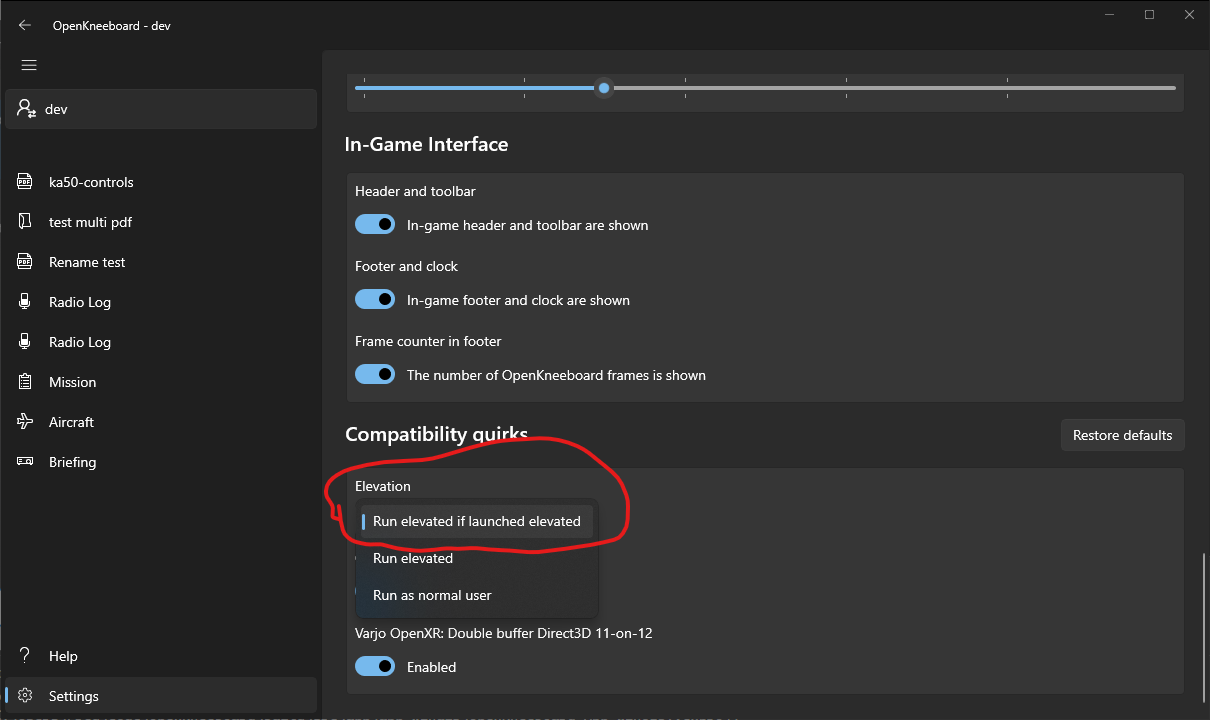 OpenKneeboard - dev
dev
ka50-controls
test multi pdf
Rename test
Radio Log
Radio Log
Mission
Aircraft
Briefing
Help
Settings
In-Game Interface
Header and toolbar
In-game header and toolbar are shown
Footer and clock
In-game footer and clock are shown
Frame counter in footer
The number of OpenKneeboard frames is shown
Compatibility quirks
Restore defaults
Elevation
Run elevated if launched elevated
Run elevated
Run as normal user
Varjo OpenXR: Double buffer Direct3D 11-on-12
Enabled